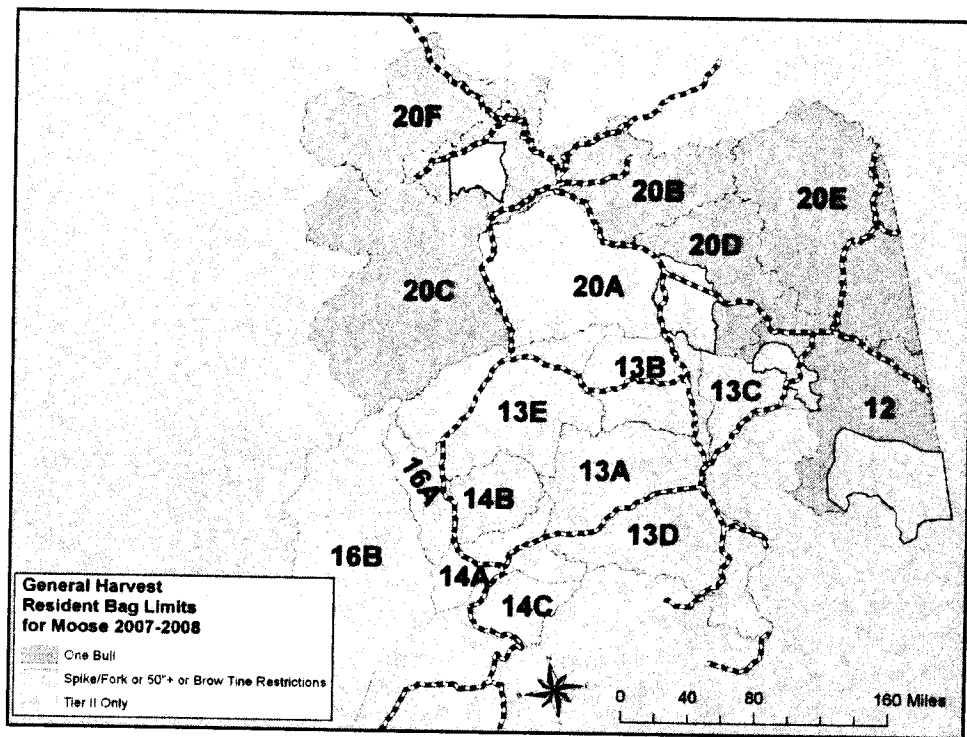 20F
20B
20E
20D
20C
20A
13B
13C
12
13E
16A
13A
14B
13D
16B
14A
14C
General Harvest
Resident Bag Limits
for Moose 2007-2008
One Bull
Spike/Fork or 50"+ or Brow Tine Restrictions
Tier II Only
0 40 80 160 Miles